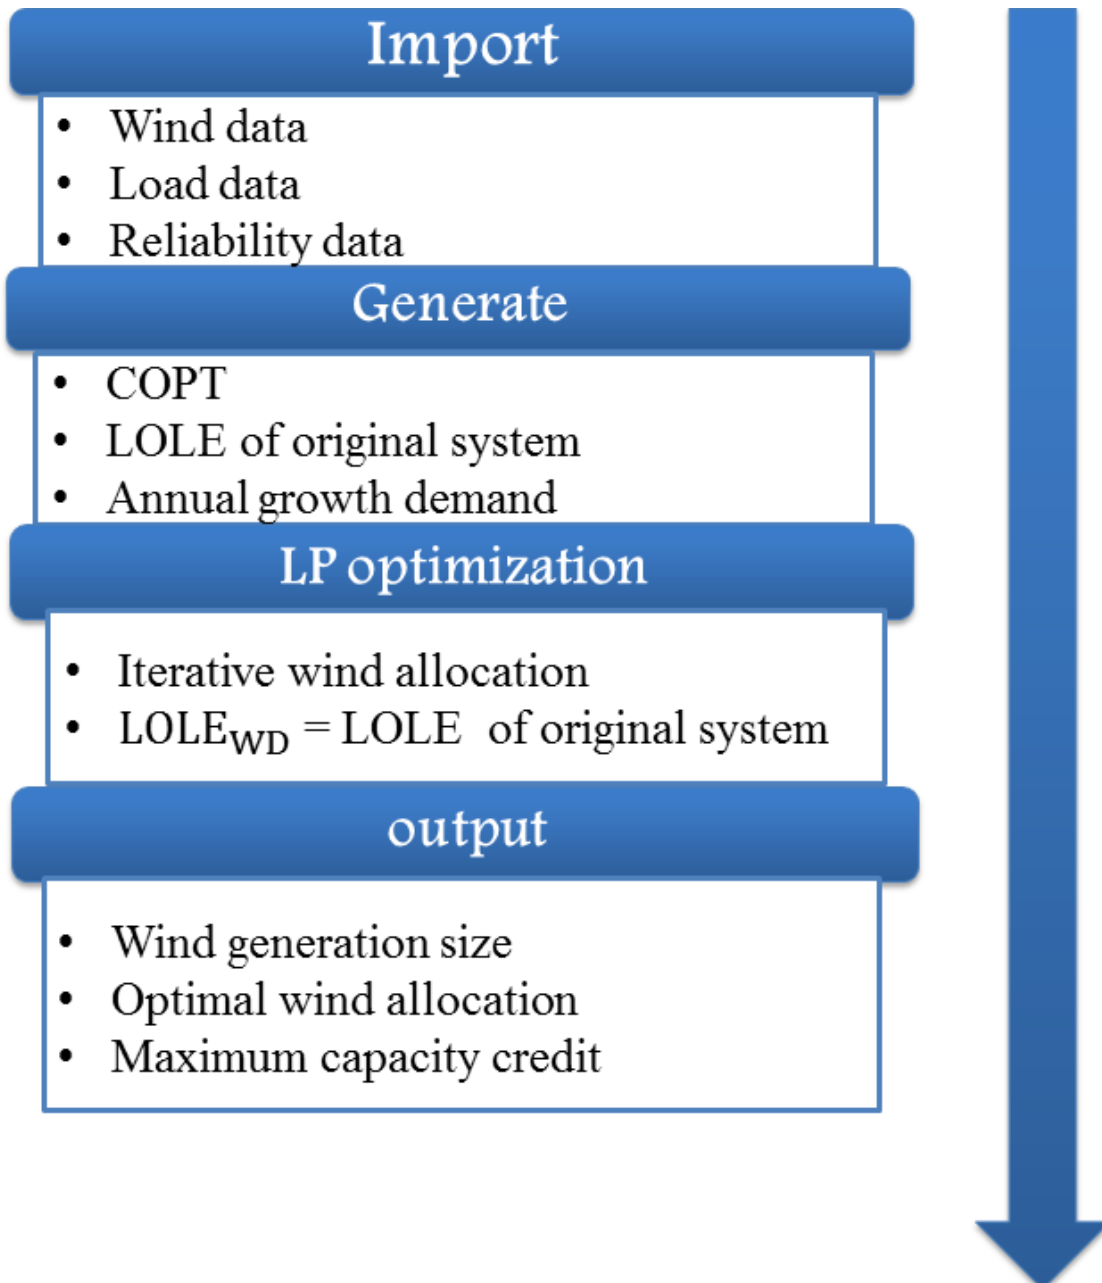 Import
• Wind data
• Load data
• Reliability data
Generate
• COPT
• LOLE of original system
• Annual growth demand
LP optimization
• Iterative wind allocation
• LOLE_WD = LOLE of original system
output
• Wind generation size
• Optimal wind allocation
• Maximum capacity credit